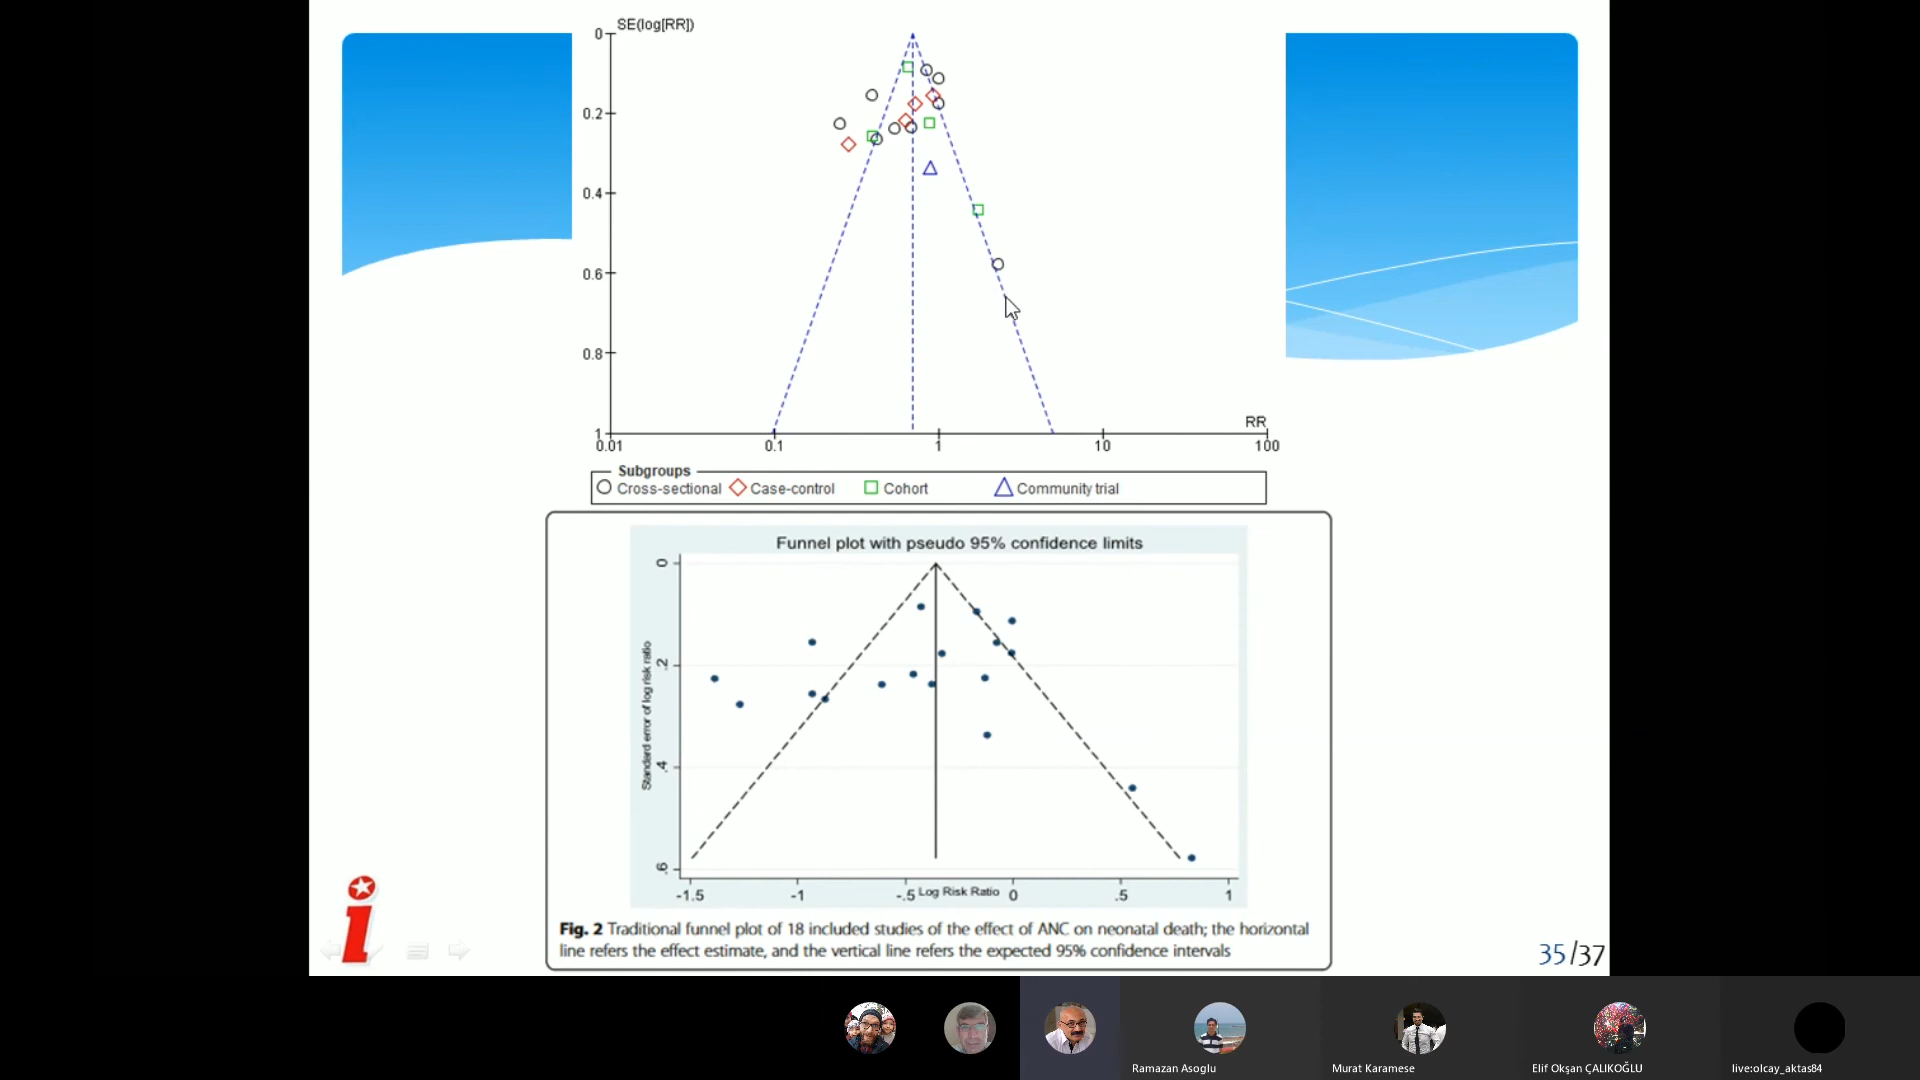 SE(log[RR])
0
0.2
0.4
0.6
0.8
1
RR
0.01 0.1 1 10 100
Subgroups
Cross-sectional Case-control Cohort Community trial
Funnel plot with pseudo 95% confidence limits
Standard error of log risk ratio
0
.2
.4
.6
-1.5 -1 -.5 Log Risk Ratio 0 .5 1
Fig. 2 Traditional funnel plot of 18 included studies of the effect of ANC on neonatal death; the horizontal
line refers the effect estimate, and the vertical line refers the expected 95% confidence intervals
i
35/37
Ramazan Asoglu Murat Karamese Elif Okşan ÇALIKOĞLU live:olcay_aktas84